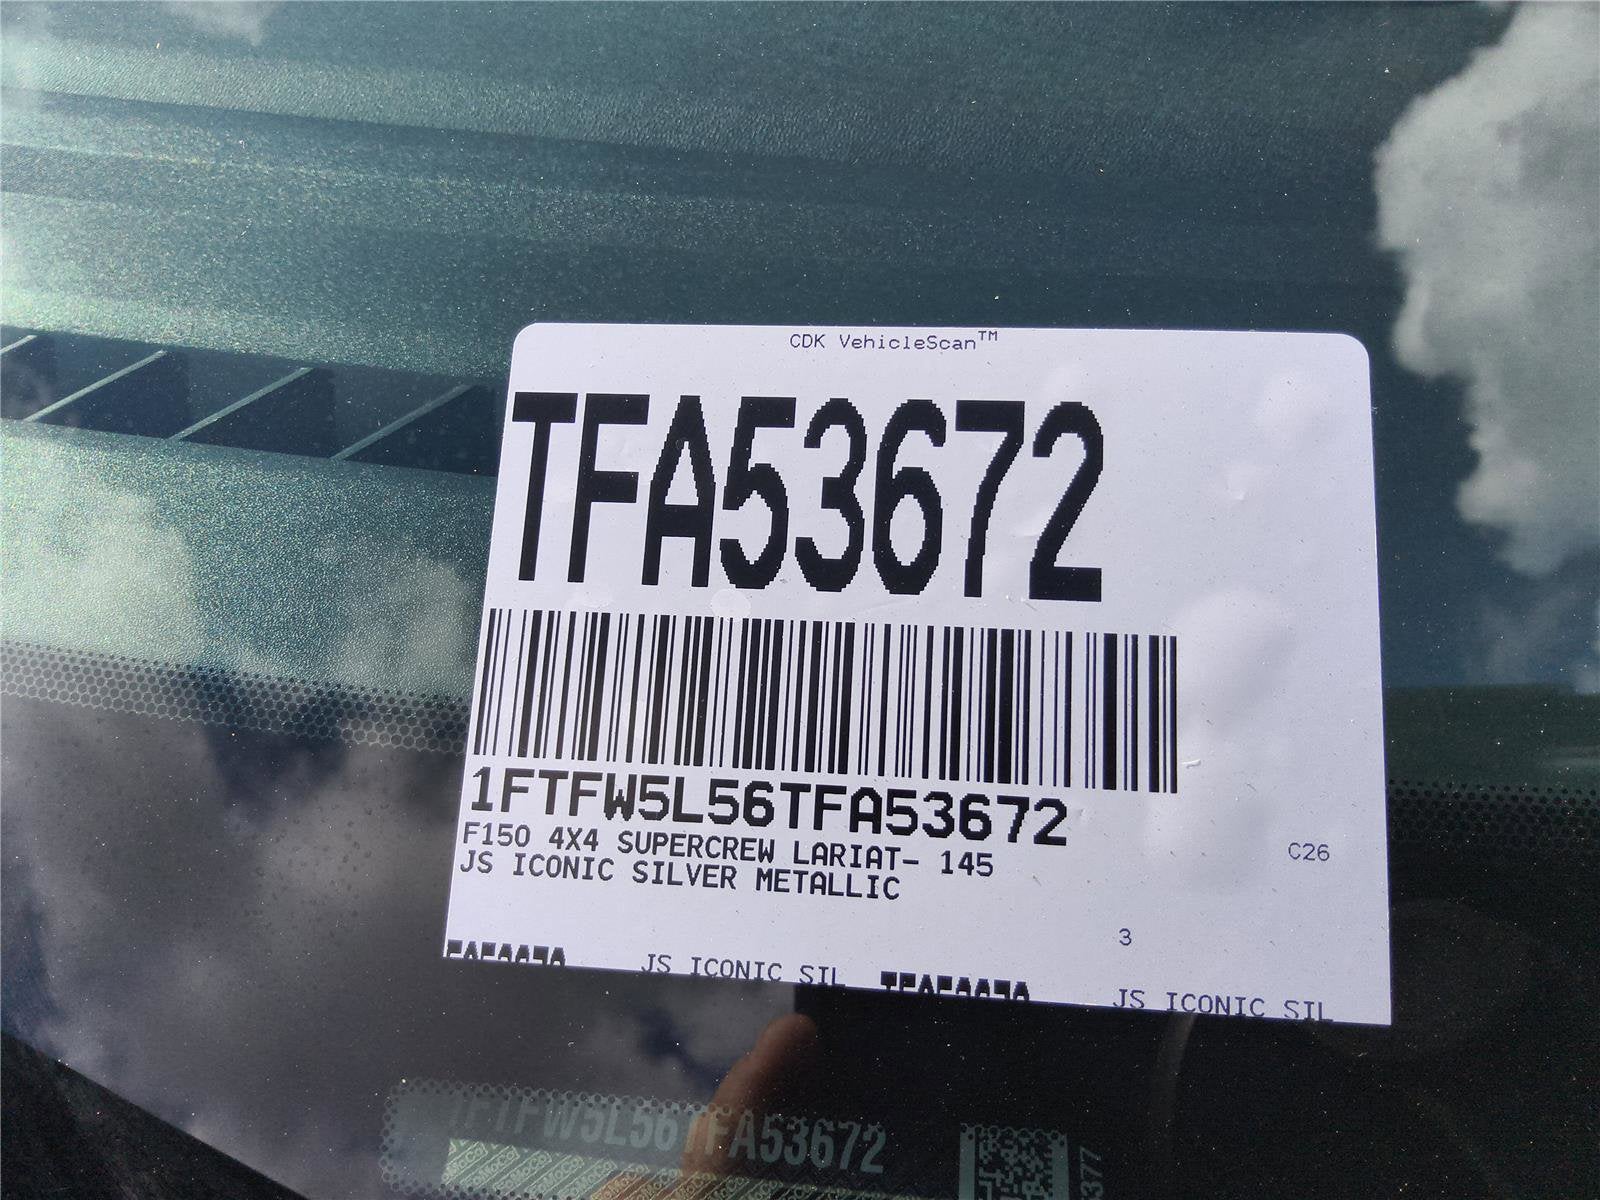 CDK VehicleScan™
TFA53672
1FTFW5L56TFA53672
F150 4X4 SUPERCREW LARIAT- 145
JS ICONIC SILVER METALLIC
C26
3
JS ICONIC SIL
JS ICONIC SIL
1FTFW5L56TFA53672